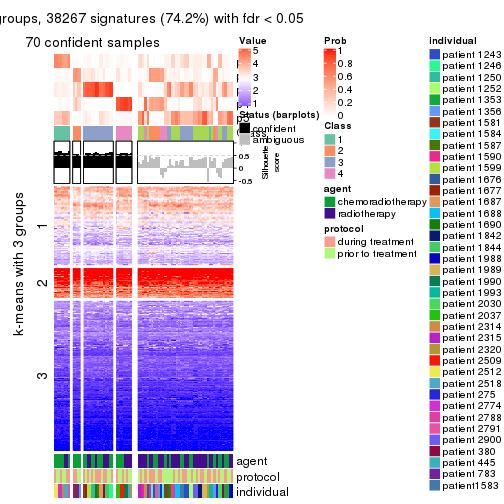 groups, 38267 signatures (74.2%) with fdr < 0.05
70 confident samples
k-means with 3 groups
1
2
3
agent
protocol
individual
Value
5
4
3
2
1
Status (barplots)
confident
ambiguous
0.5
0
-0.5
Silhouette
score
Prob
1
0.8
0.6
0.4
0.2
0
Class
1
2
3
4
agent
chemoradiotherapy
radiotherapy
protocol
during treatment
prior to treatment
individual
patient 1243
patient 1246
patient 1250
patient 1252
patient 1353
patient 1356
patient 1581
patient 1584
patient 1587
patient 1590
patient 1599
patient 1676
patient 1677
patient 1687
patient 1688
patient 1690
patient 1842
patient 1844
patient 1988
patient 1989
patient 1990
patient 1993
patient 2030
patient 2037
patient 2314
patient 2315
patient 2320
patient 2509
patient 2512
patient 2518
patient 275
patient 2774
patient 2788
patient 2791
patient 2900
patient 380
patient 445
patient 783
patient1583